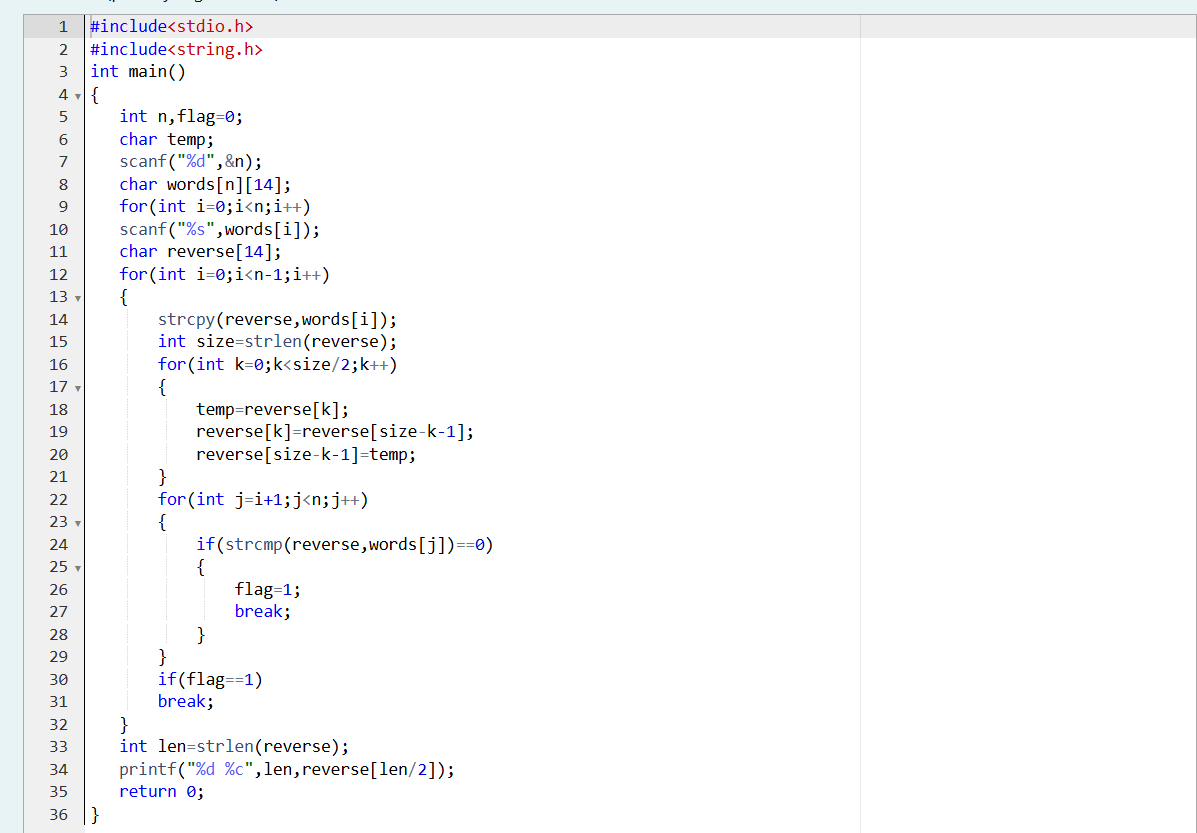 1 #include<stdio.h>
2 #include<string.h>
3 int main()
4 {
5 int n,flag=0;
6 char temp;
7 scanf("%d",&n);
8 char words[n][14];
9 for(int i=0;i<n;i++)
10 scanf("%s",words[i]);
11 char reverse[14];
12 for(int i=0;i<n-1;i++)
13 {
14 strcpy(reverse,words[i]);
15 int size=strlen(reverse);
16 for(int k=0;k<size/2;k++)
17 {
18 temp=reverse[k];
19 reverse[k]=reverse[size-k-1];
20 reverse[size-k-1]=temp;
21 }
22 for(int j=i+1;j<n;j++)
23 {
24 if(strcmp(reverse,words[j])==0)
25 {
26 flag=1;
27 break;
28 }
29 }
30 if(flag==1)
31 break;
32 }
33 int len=strlen(reverse);
34 printf("%d %c",len,reverse[len/2]);
35 return 0;
36 }